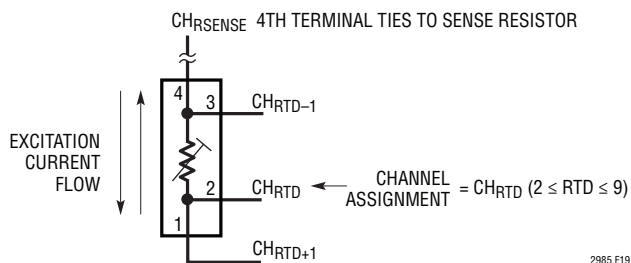 CHRSENSE 4TH TERMINAL TIES TO SENSE RESISTOR
4
3
CHRTD–1
EXCITATION
CURRENT
FLOW
2
CHRTD
CHANNEL
ASSIGNMENT = CHRTD (2 ≤ RTD ≤ 9)
1
CHRTD+1
2985 F19